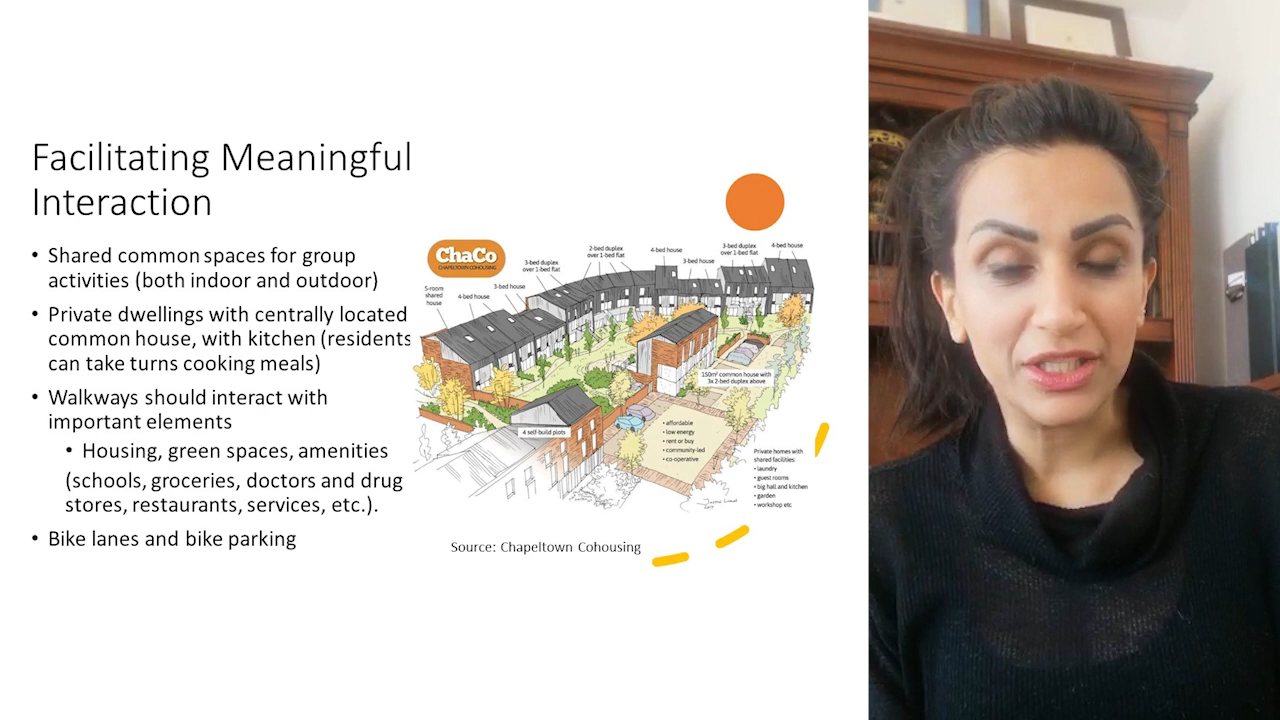 Facilitating Meaningful
Interaction
• Shared common spaces for group
activities (both indoor and outdoor)
• Private dwellings with centrally located
common house, with kitchen (residents
can take turns cooking meals)
• Walkways should interact with
important elements
• Housing, green spaces, amenities
(schools, groceries, doctors and drug
stores, restaurants, services, etc.).
• Bike lanes and bike parking
ChaCo
CHAPELTOWN COHOUSING
5-room
shared
house
4-bed house
3-bed house
3-bed duplex
over 1-bed flat
2-bed duplex
over 1-bed flat
4-bed house
3-bed house
3-bed duplex
over 1-bed flat
4-bed house
150m² common house with
3x 2-bed duplex above
4 self-build plots
• affordable
• low energy
• rent or buy
• community-led
• co-operative
Private homes with
shared facilities:
• laundry
• guest rooms
• big hall and kitchen
• garden
• workshop etc
Source: Chapeltown Cohousing